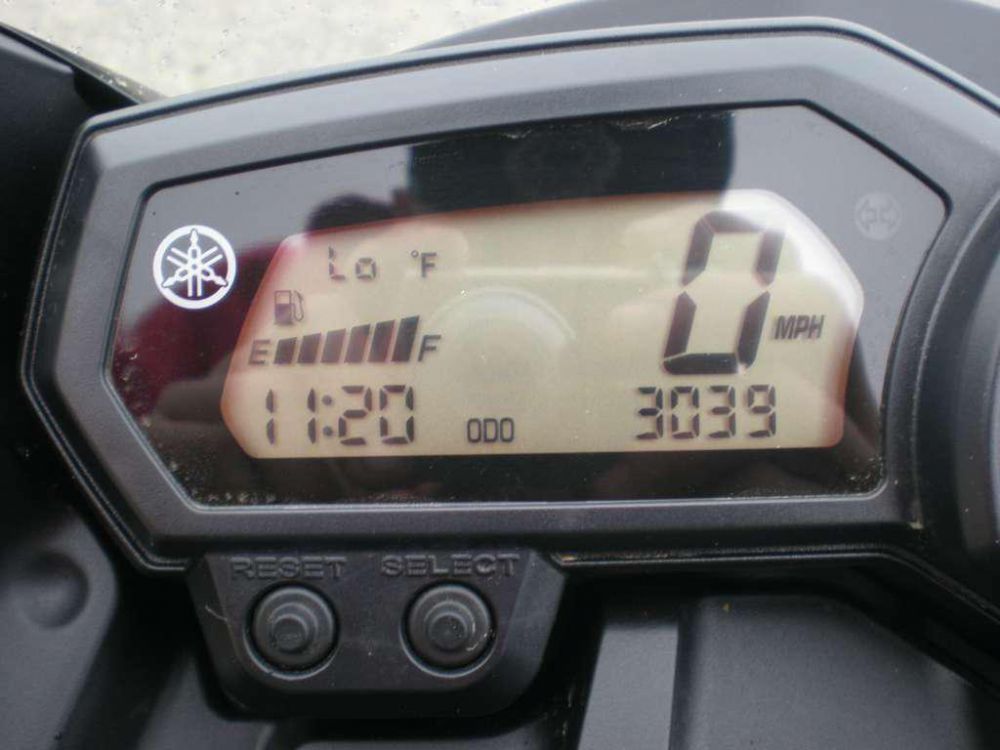 Lo °F
0 MPH
E F
11:20 ODO 3039
RESET SELECT